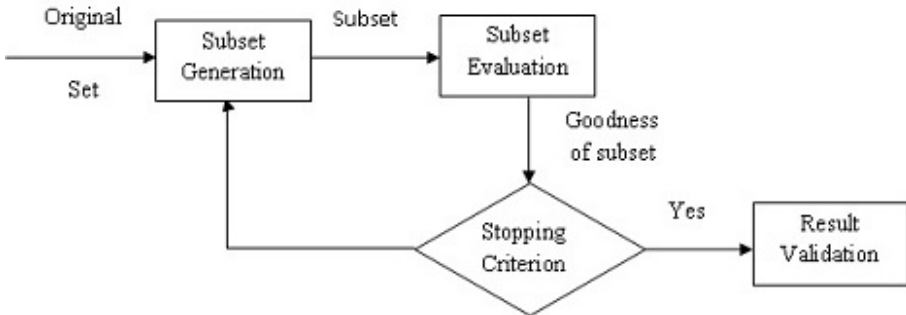 Original
Set
Subset
Generation
Subset
Subset
Evaluation
Goodness
of subset
Stopping
Criterion
Yes
Result
Validation